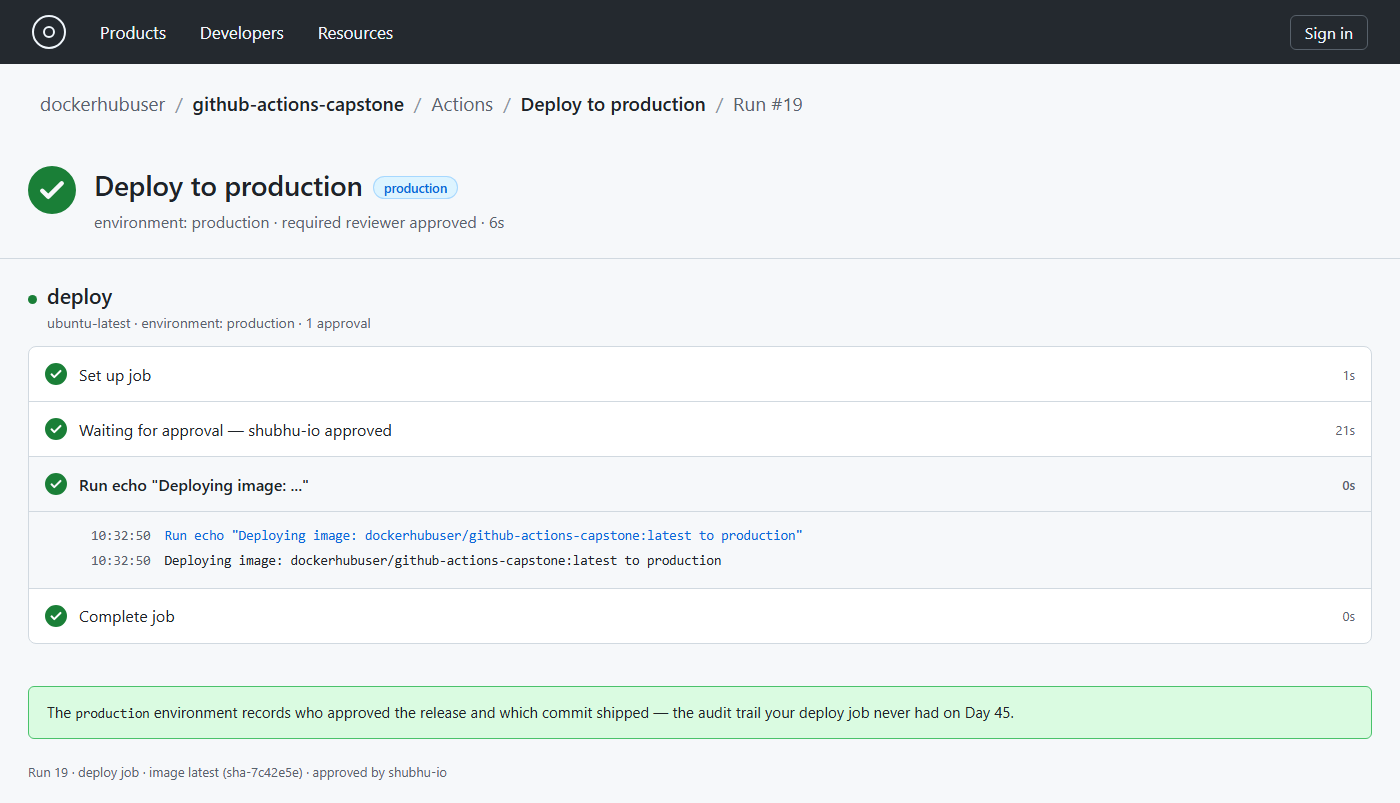 Products Developers Resources Sign in
dockerhubuser / github-actions-capstone / Actions / Deploy to production / Run #19
Deploy to production production
environment: production · required reviewer approved · 6s
deploy
ubuntu-latest · environment: production · 1 approval
Set up job 1s
Waiting for approval — shubhu-io approved 21s
Run echo "Deploying image: ..." 0s
10:32:50 Run echo "Deploying image: dockerhubuser/github-actions-capstone:latest to production"
10:32:50 Deploying image: dockerhubuser/github-actions-capstone:latest to production
Complete job 0s
The production environment records who approved the release and which commit shipped — the audit trail your deploy job never had on Day 45.
Run 19 · deploy job · image latest (sha-7c42e5e) · approved by shubhu-io